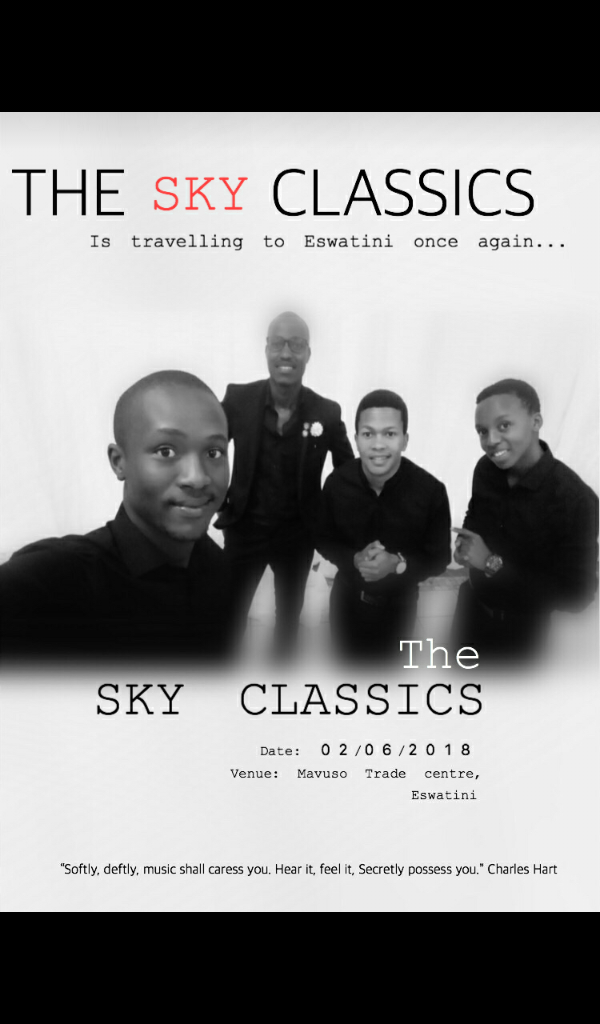 THE SKY CLASSICS
Is travelling to Eswatini once again...
The
SKY CLASSICS
Date: 02/06/2018
Venue: Mavuso Trade centre,
Eswatini
"Softly, deftly, music shall caress you. Hear it, feel it, Secretly possess you." Charles Hart